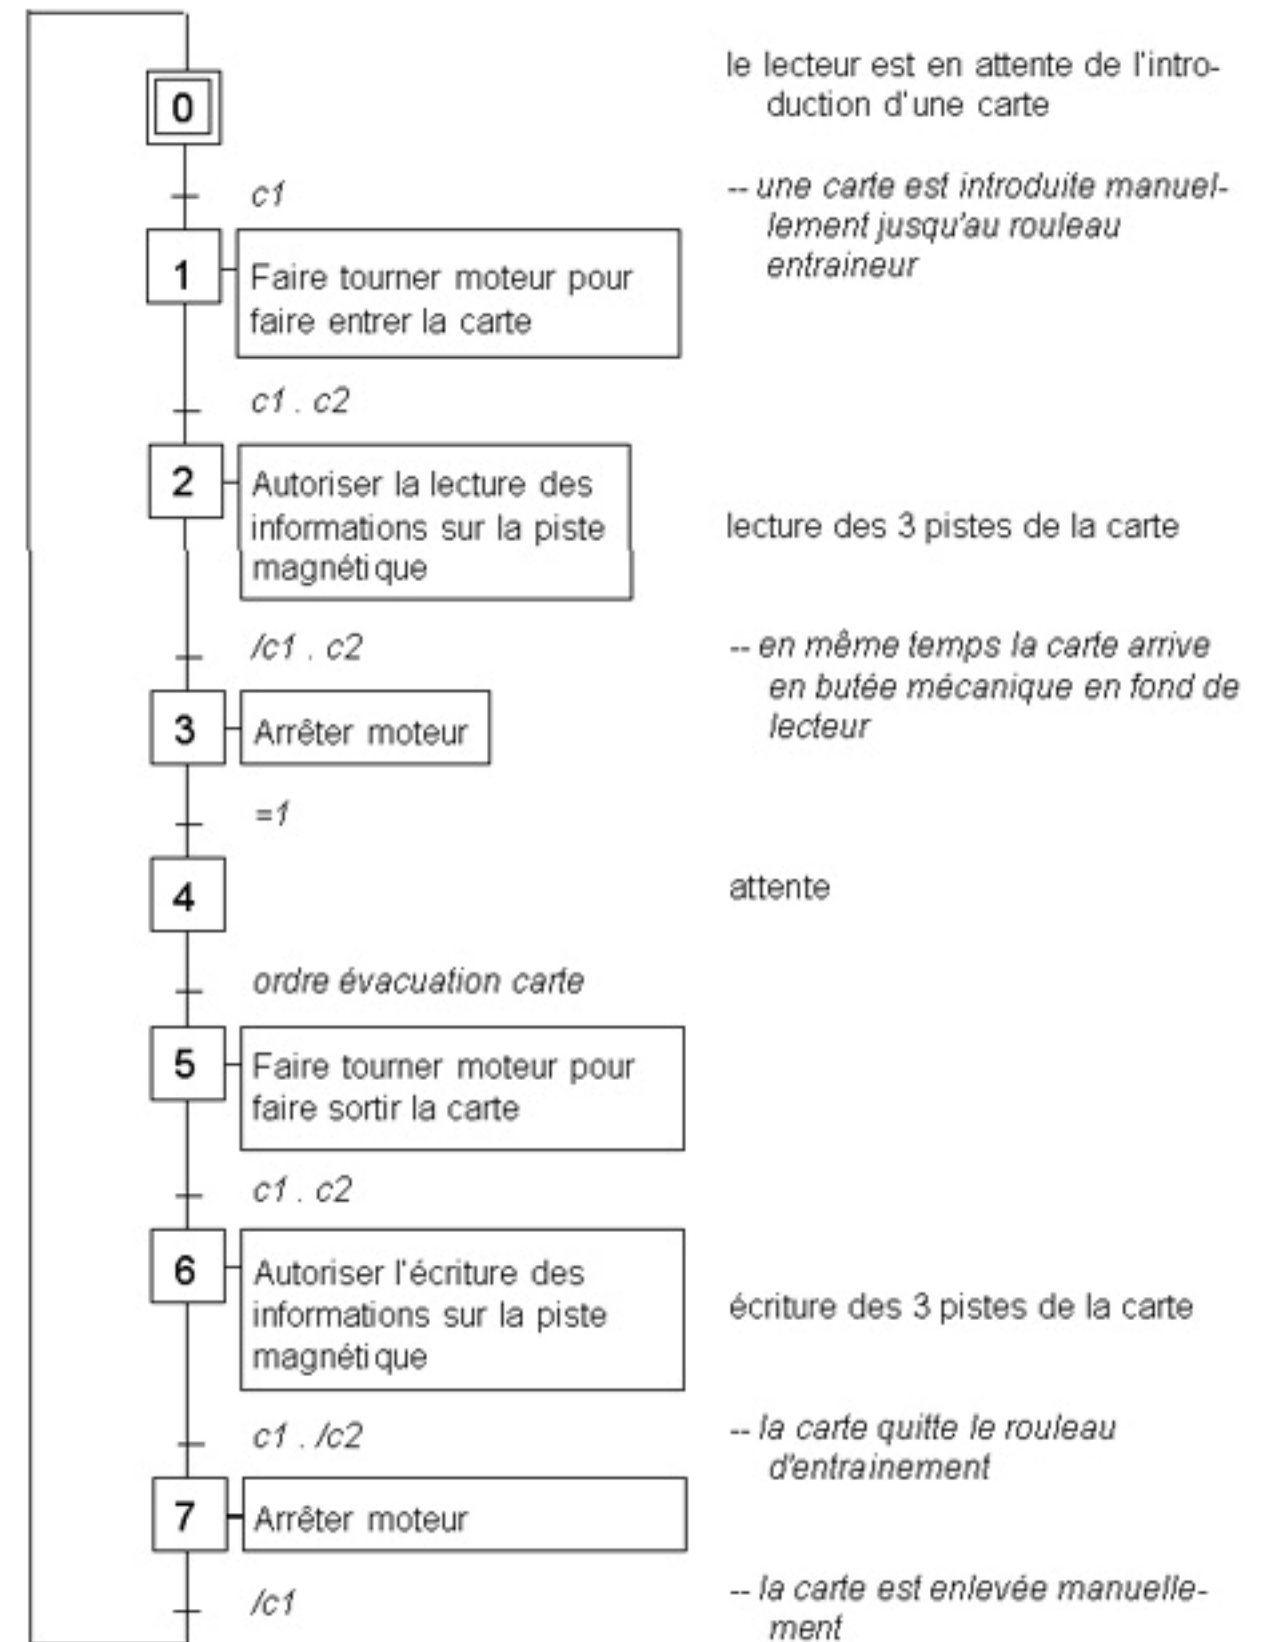 0
le lecteur est en attente de l'intro-
duction d'une carte
c1
-- une carte est introduite manuel-
lement jusqu'au rouleau
entraineur
1
Faire tourner moteur pour
faire entrer la carte
c1 . c2
2
Autoriser la lecture des
informations sur la piste
magnétique
lecture des 3 pistes de la carte
/c1 . c2
-- en même temps la carte arrive
en butée mécanique en fond de
lecteur
3
Arrêter moteur
=1
4
attente
ordre évacuation carte
5
Faire tourner moteur pour
faire sortir la carte
c1 . c2
6
Autoriser l'écriture des
informations sur la piste
magnétique
écriture des 3 pistes de la carte
c1 . /c2
-- la carte quitte le rouleau
d'entrainement
7
Arrêter moteur
/c1
-- la carte est enlevée manuelle-
ment